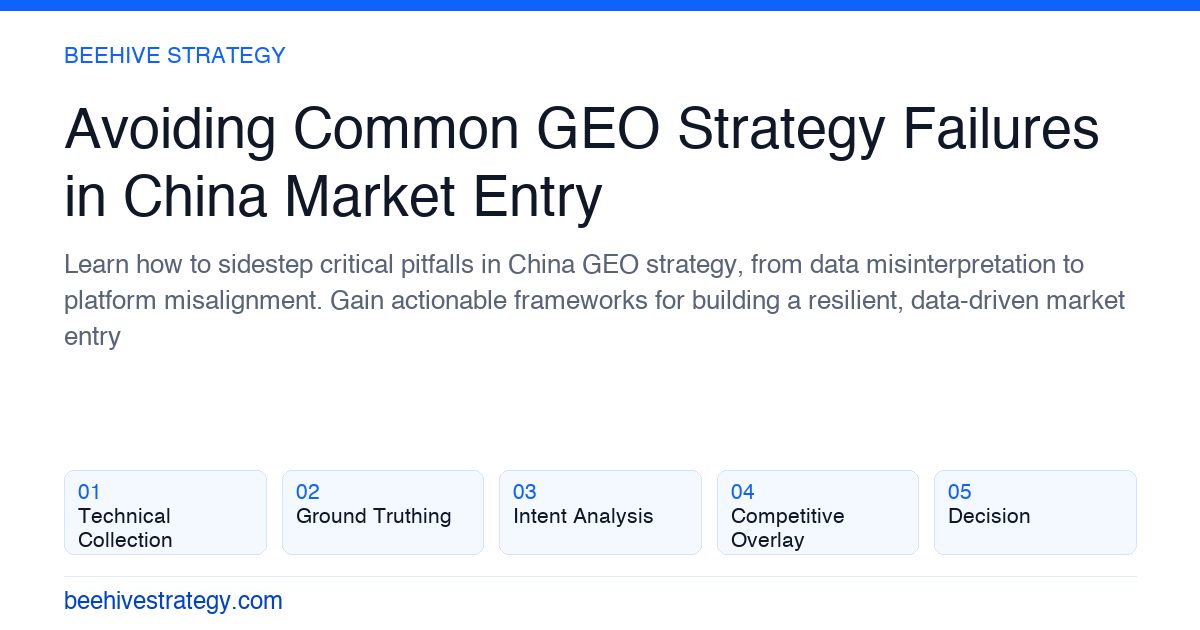 BEEHIVE STRATEGY
Avoiding Common GEO Strategy Failures
in China Market Entry
Learn how to sidestep critical pitfalls in China GEO strategy, from data misinterpretation to
platform misalignment. Gain actionable frameworks for building a resilient, data-driven market
entry
01
Technical
Collection
02
Ground Truthing
03
Intent Analysis
04
Competitive
Overlay
05
Decision
beehivestrategy.com